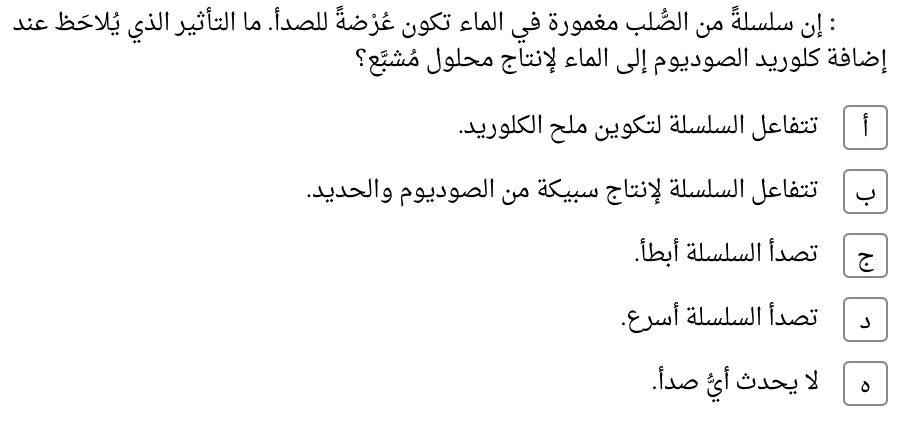 : إن سلسلةً من الصُّلب مغمورة في الماء تكون عُرْضةً للصدأ. ما التأثير الذي يُلاحَظ عند
إضافة كلوريد الصوديوم إلى الماء لإنتاج محلول مُشبَّع؟
أ تتفاعل السلسلة لتكوين ملح الكلوريد.
ب تتفاعل السلسلة لإنتاج سبيكة من الصوديوم والحديد.
ج تصدأ السلسلة أبطأ.
د تصدأ السلسلة أسرع.
ه لا يحدث أيُّ صدأ.